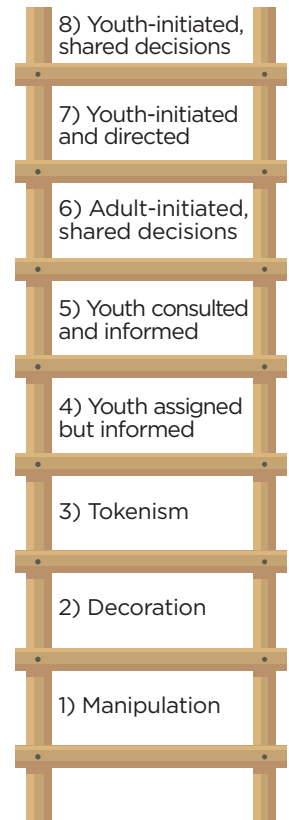 8) Youth-initiated,
shared decisions
7) Youth-initiated
and directed
6) Adult-initiated,
shared decisions
5) Youth consulted
and informed
4) Youth assigned
but informed
3) Tokenism
2) Decoration
1) Manipulation